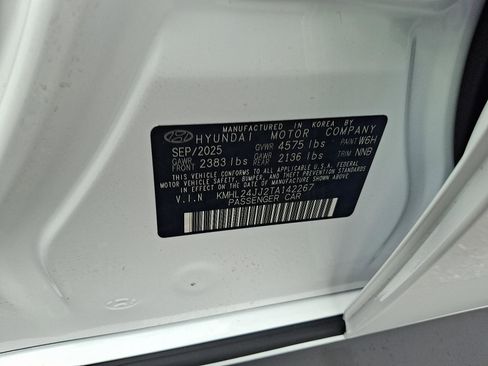 MANUFACTURED IN KOREA BY
HYUNDAI MOTOR COMPANY
SEP/2025 GVWR 4575 lbs PAINT W6H
GAWR FRONT 2383 lbs GAWR REAR 2136 lbs TRIM NNB
THIS VEHICLE CONFORMS TO ALL APPLICABLE U.S.A. FEDERAL
MOTOR VEHICLE SAFETY, BUMPER, AND THEFT PREVENTION STANDARDS
IN EFFECT ON THE DATE OF MANUFACTURE SHOWN ABOVE.
V.I.N KMHL24JJ2TA142267
PASSENGER CAR